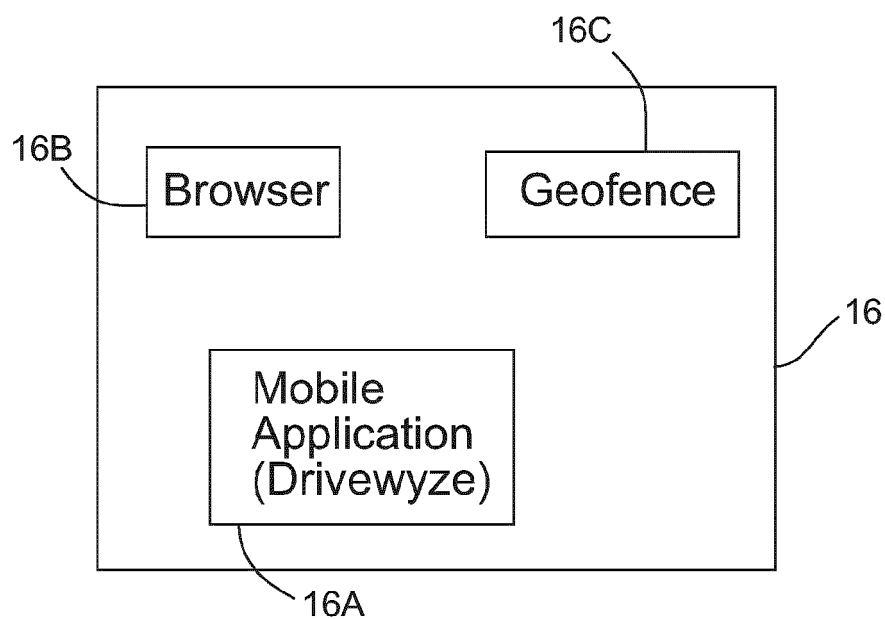 16C
16B
Browser
Geofence
16
Mobile
Application
(Drivewyze)
16A